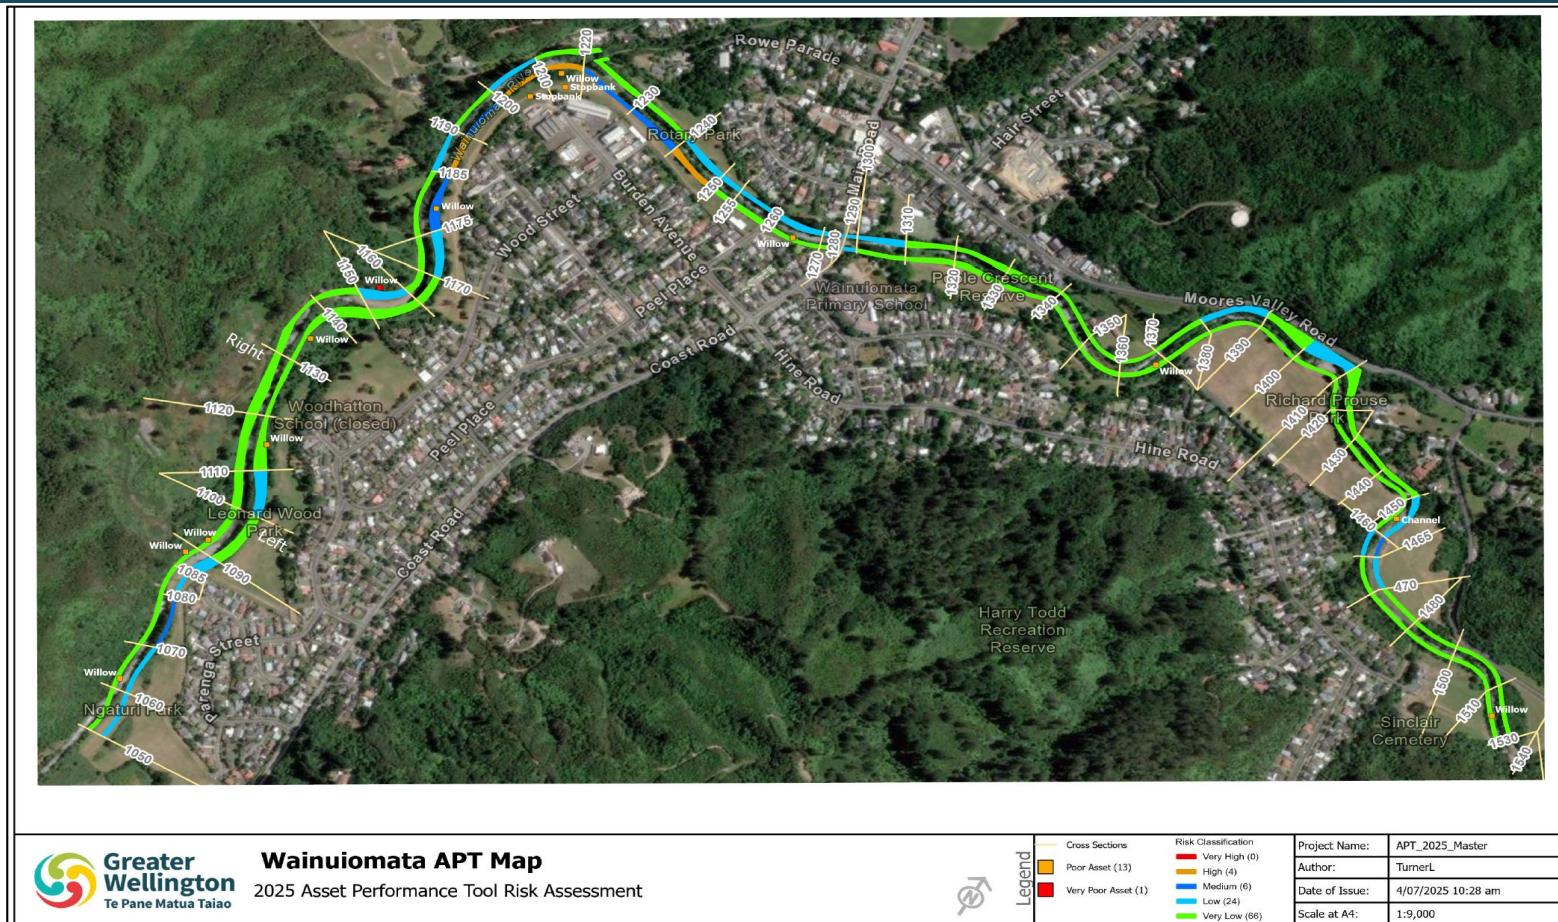 1220
Rowe Parade
Willow
Stopbank
Stopbank
1210
1200
Wainuiomata River
1190
1185
Willow
1175
1160
1150
Willow
1170
1140
Willow
Right
1130
1120
Woodhatton
School (closed)
Willow
1110
1100
Leonard Wood
Park
Left
Willow
Willow
1090
1085
1080
1070
Willow
1060
Ngaturi Park
1050
Parenga Street
Coast Road
Peel Place
Wood Street
Burden Avenue
Peel Place
Coast Road
Hine Road
1230
Rotary Park
1240
1250
1255
1260
Willow
1270
1280
1290
Main Road
1300
1310
Hair Street
Wainuiomata
Primary School
1320
Poole Crescent
Reserve
1330
1340
1350
1360
1370
Willow
1380
1390
Moores Valley Road
1400
Richard Prouse
Park
1410
1420
1430
Hine Road
1440
1450
1460
Channel
1465
470
1480
Harry Todd
Recreation
Reserve
1500
1510
Willow
Sinclair
Cemetery
1530
1540
Greater
Wellington
Te Pane Matua Taiao
Wainuiomata APT Map
2025 Asset Performance Tool Risk Assessment
N
Legend
Cross Sections
Poor Asset (13)
Very Poor Asset (1)
Risk Classification
Very High (0)
High (4)
Medium (6)
Low (24)
Very Low (66)
Project Name: APT_2025_Master
Author: TurnerL
Date of Issue: 4/07/2025 10:28 am
Scale at A4: 1:9,000